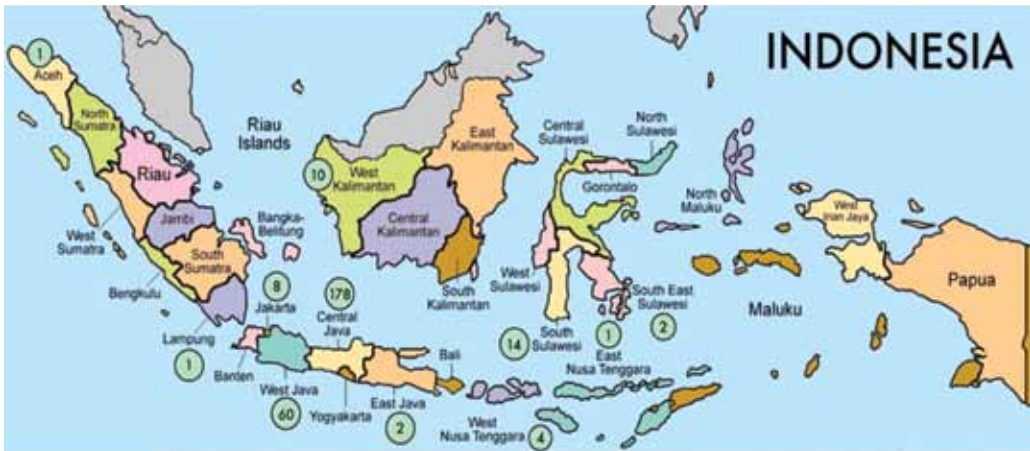 INDONESIA
1
Aceh
North
Sumatra
Riau
Islands
Riau
10
West
Kalimantan
East
Kalimantan
Central
Kalimantan
Central
Sulawesi
North
Sulawesi
Gorontalo
North
Maluku
West
Irian Jaya
Papua
Jambi
Bangka-
Belitung
West
Sumatra
South
Sumatra
Bengkulu
South
Kalimantan
West
Sulawesi
South East
Sulawesi
2
Maluku
8
Jakarta
178
Central
Java
Lampung
1
Banten
West Java
60
Yogyakarta
East Java
2
Bali
14
South
Sulawesi
1
East
Nusa Tenggara
West
Nusa Tenggara
4